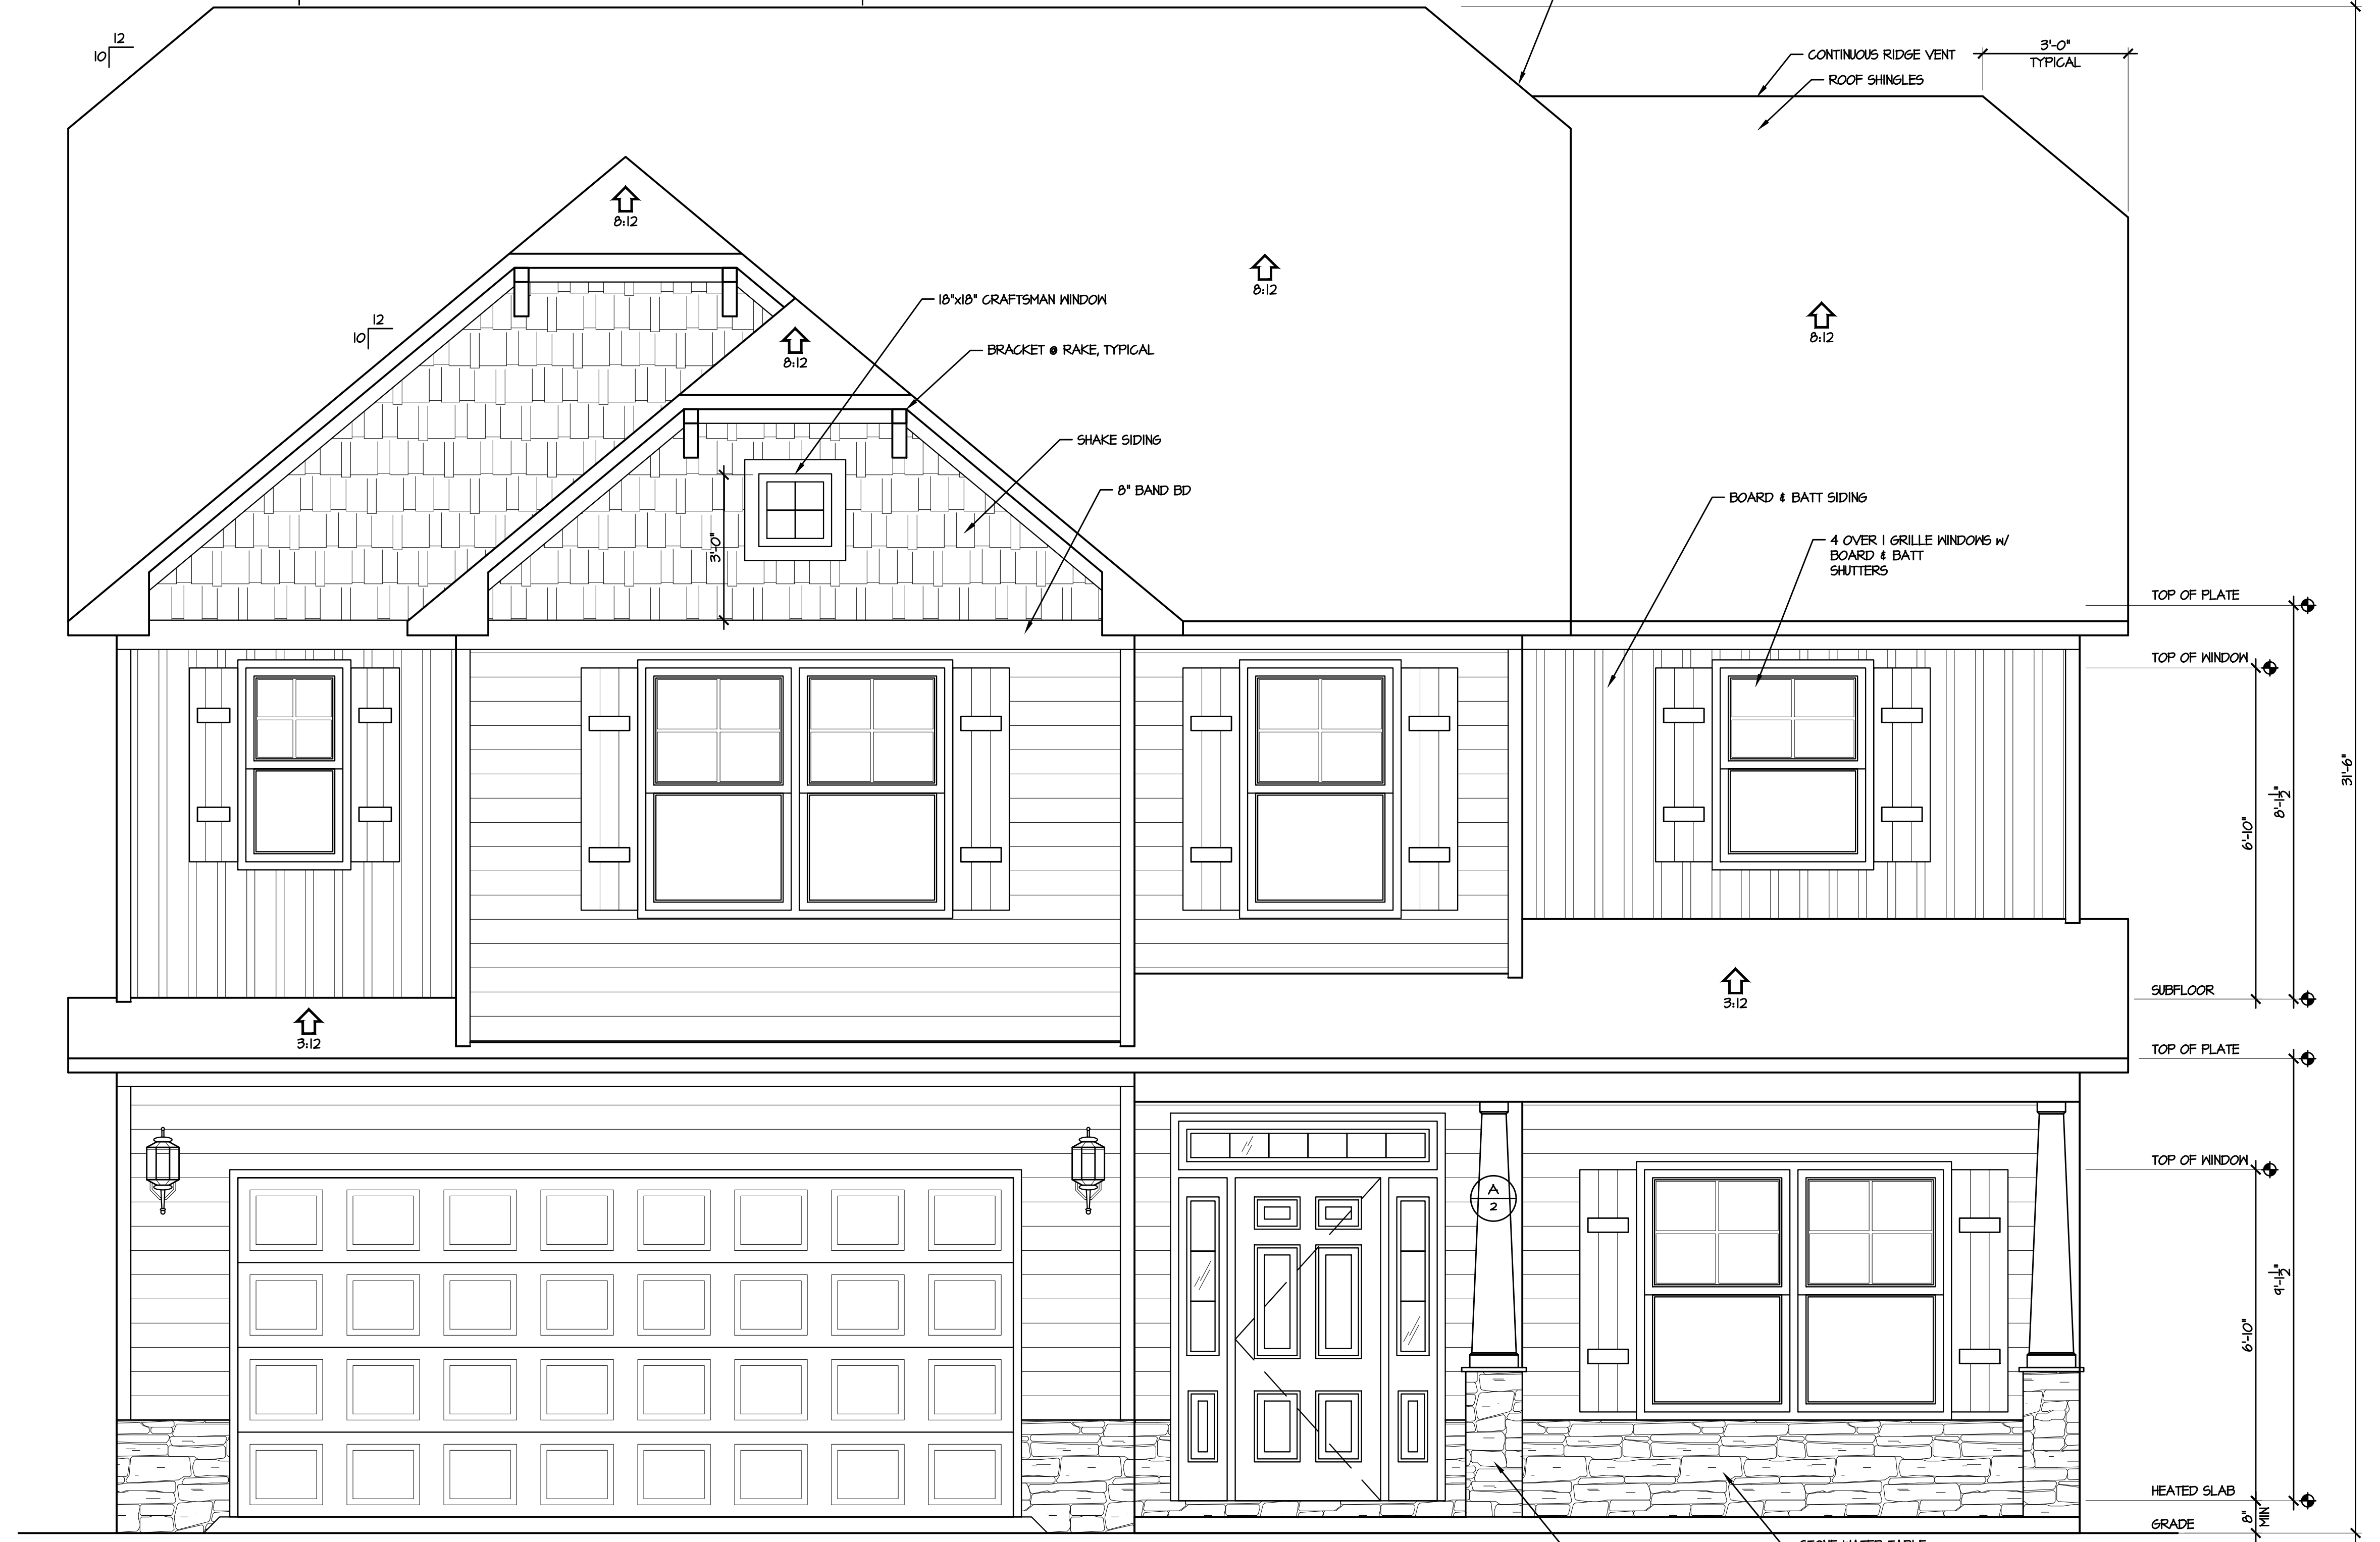 12
10
CONTINUOUS RIDGE VENT
ROOF SHINGLES
3'-0"
TYPICAL
8:12
12
10
8:12
8:12
8:12
18"x18" CRAFTSMAN WINDOW
BRACKET @ RAKE, TYPICAL
SHAKE SIDING
8" BAND BD
3'-0"
BOARD & BATT SIDING
4 OVER 1 GRILLE WINDOWS w/
BOARD & BATT
SHUTTERS
TOP OF PLATE
TOP OF WINDOW
31'-6"
8'-1 1/2"
6'-10"
SUBFLOOR
3:12
3:12
TOP OF PLATE
TOP OF WINDOW
A
2
9'-1 1/2"
6'-10"
HEATED SLAB
GRADE
8"
MIN